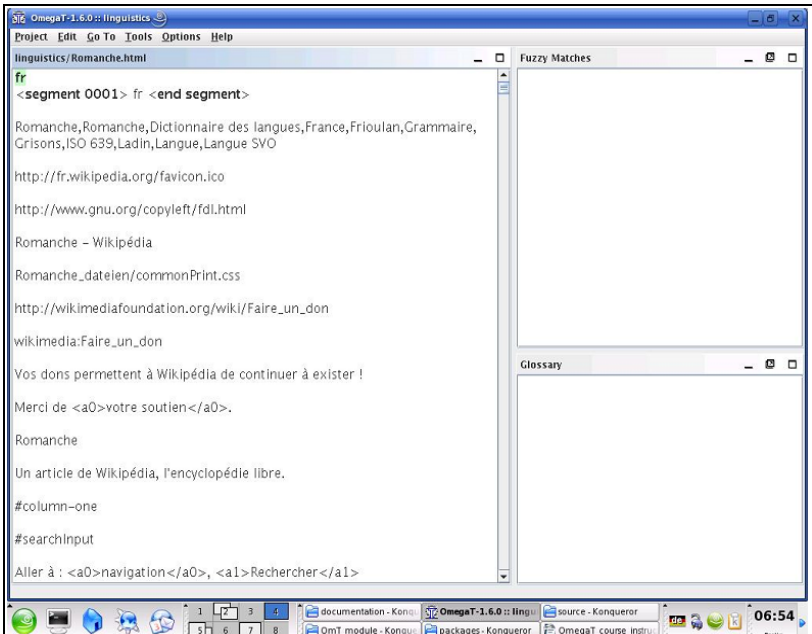 OmegaT-1.6.0 :: linguistics
Project Edit Go To Tools Options Help
linguistics/Romanche.html
fr
<segment 0001> fr <end segment>
Romanche,Romanche,Dictionnaire des langues,France,Frioulan,Grammaire,
Grisons,ISO 639,Ladin,Langue,Langue SVO
http://fr.wikipedia.org/favicon.ico
http://www.gnu.org/copyleft/fdl.html
Romanche – Wikipédia
Romanche_dateien/commonPrint.css
http://wikimediafoundation.org/wiki/Faire_un_don
wikimedia:Faire_un_don
Vos dons permettent à Wikipédia de continuer à exister !
Merci de <a0>votre soutien</a0>.
Romanche
Un article de Wikipédia, l'encyclopédie libre.
#column-one
#searchInput
Aller à : <a0>navigation</a0>, <a1>Rechercher</a1>
Fuzzy Matches
Glossary
1 2 3 4
5 6 7 8
documentation - Konqu
OmegaT-1.6.0 :: lingu
source - Konqueror
OmT module - Konque
packages - Konqueror
OmegaT course instru
de
06:54